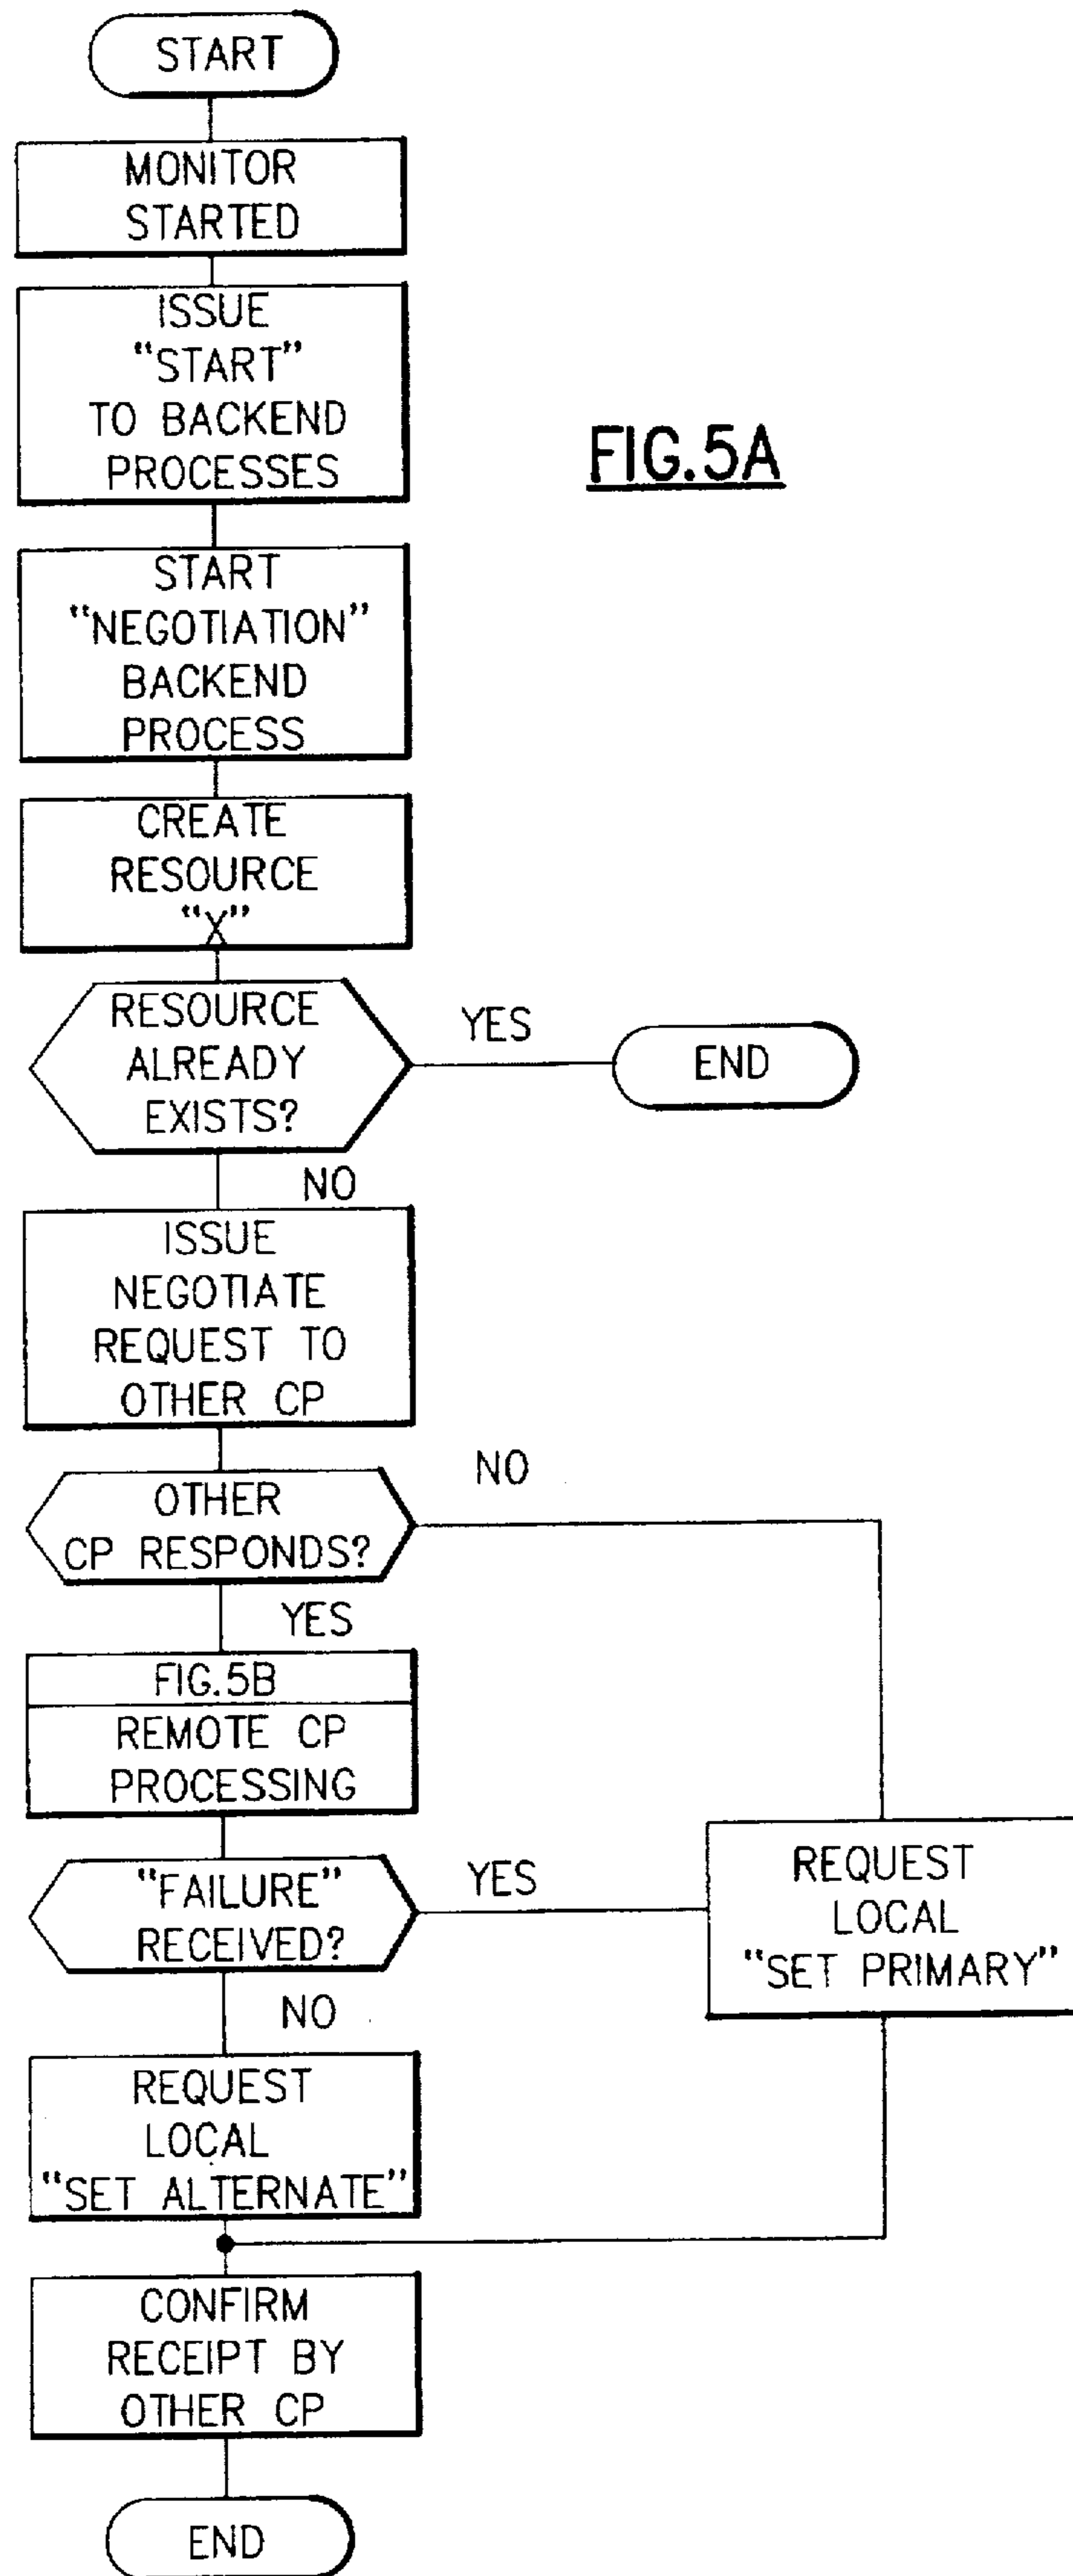 START
MONITOR
STARTED
ISSUE
“START”
TO BACKEND
PROCESSES
FIG.5A
START
“NEGOTIATION”
BACKEND
PROCESS
CREATE
RESOURCE
“X”
RESOURCE
ALREADY
EXISTS?
YES
END
NO
ISSUE
NEGOTIATE
REQUEST TO
OTHER CP
OTHER
CP RESPONDS?
NO
YES
FIG.5B
REMOTE CP
PROCESSING
“FAILURE”
RECEIVED?
YES
REQUEST
LOCAL
“SET PRIMARY”
NO
REQUEST
LOCAL
“SET ALTERNATE”
CONFIRM
RECEIPT BY
OTHER CP
END